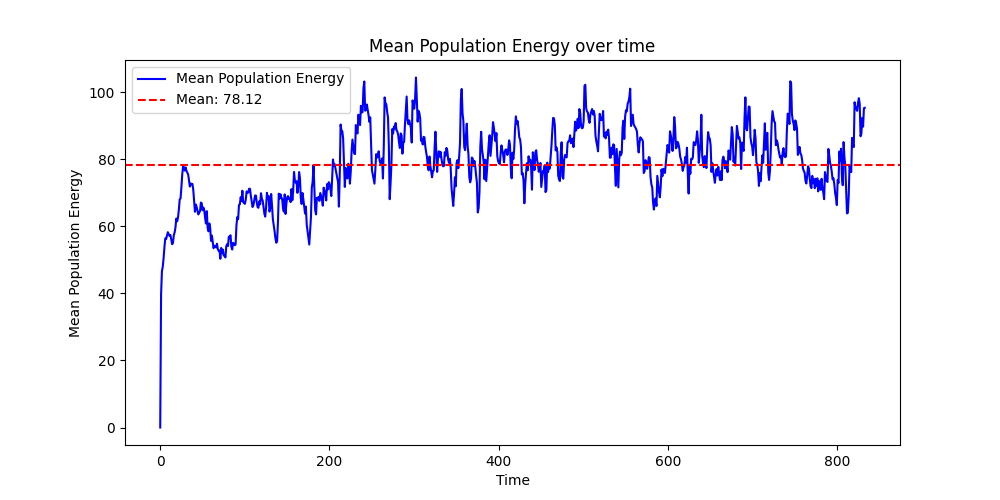 Mean Population Energy over time
Mean Population Energy
Mean: 78.12
100
80
60
40
20
0
Mean Population Energy
0 200 400 600 800
Time